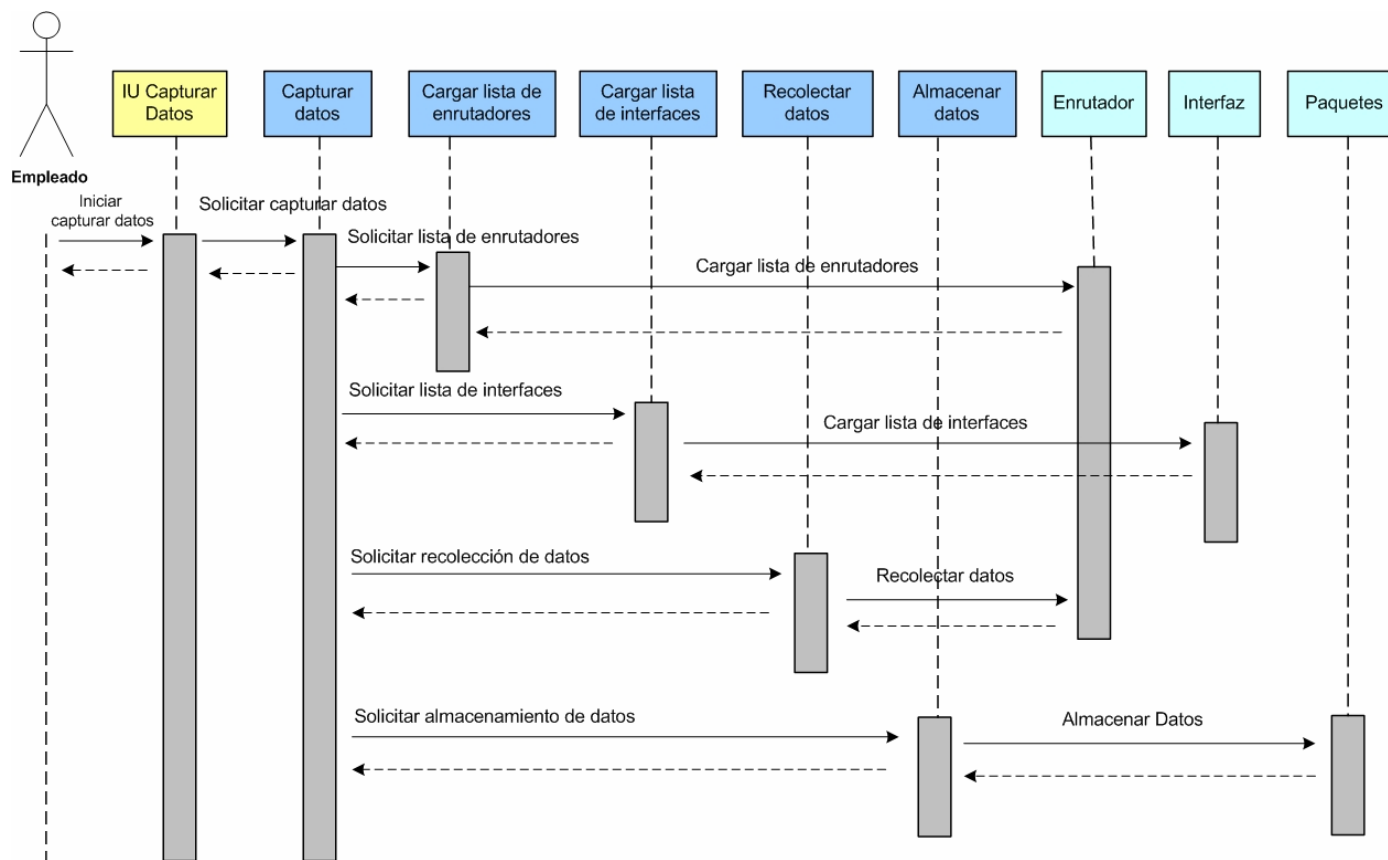 IU Capturar
Datos
Capturar
datos
Cargar lista de
enrutadores
Cargar lista
de interfaces
Recolectar
datos
Almacenar
datos
Enrutador
Interfaz
Paquetes
Empleado
Iniciar
capturar datos
Solicitar capturar datos
Solicitar lista de enrutadores
Cargar lista de enrutadores
Solicitar lista de interfaces
Cargar lista de interfaces
Solicitar recolección de datos
Recolectar datos
Solicitar almacenamiento de datos
Almacenar Datos